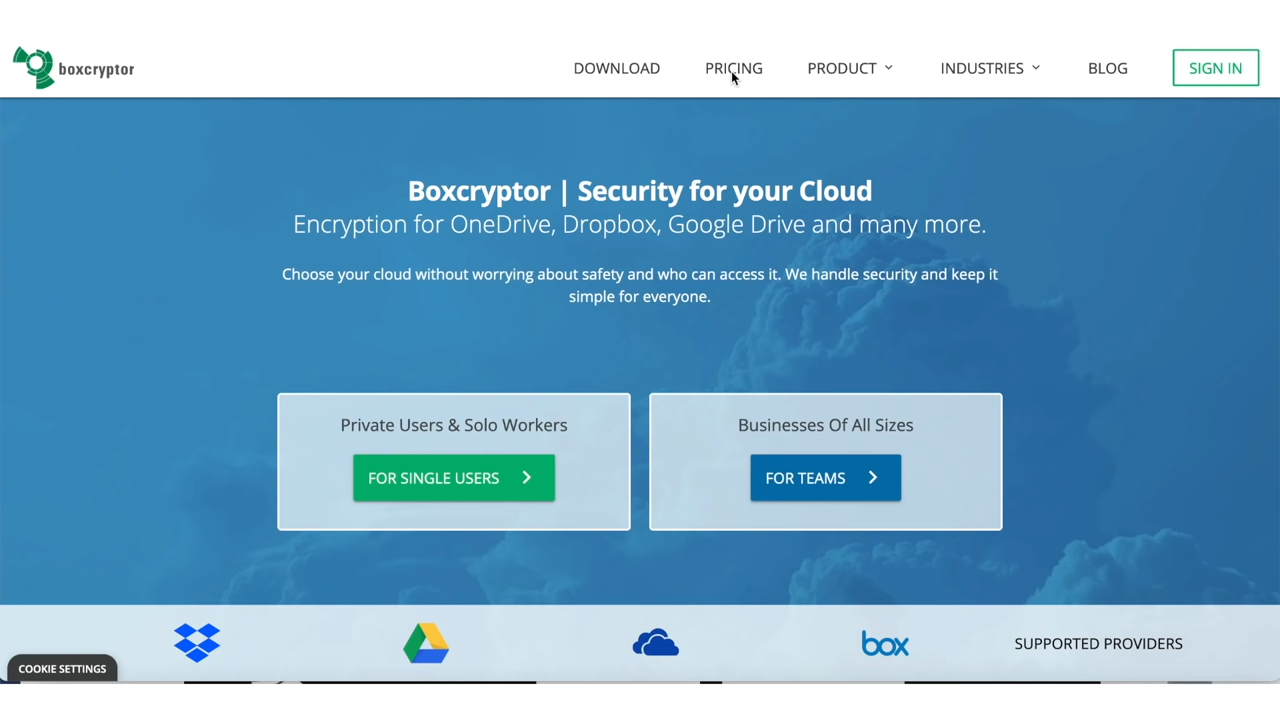 boxcryptor
DOWNLOAD
PRICING
PRODUCT
INDUSTRIES
BLOG
SIGN IN
Boxcryptor | Security for your Cloud
Encryption for OneDrive, Dropbox, Google Drive and many more.
Choose your cloud without worrying about safety and who can access it. We handle security and keep it
simple for everyone.
Private Users & Solo Workers
FOR SINGLE USERS
Businesses Of All Sizes
FOR TEAMS
box
SUPPORTED PROVIDERS
COOKIE SETTINGS